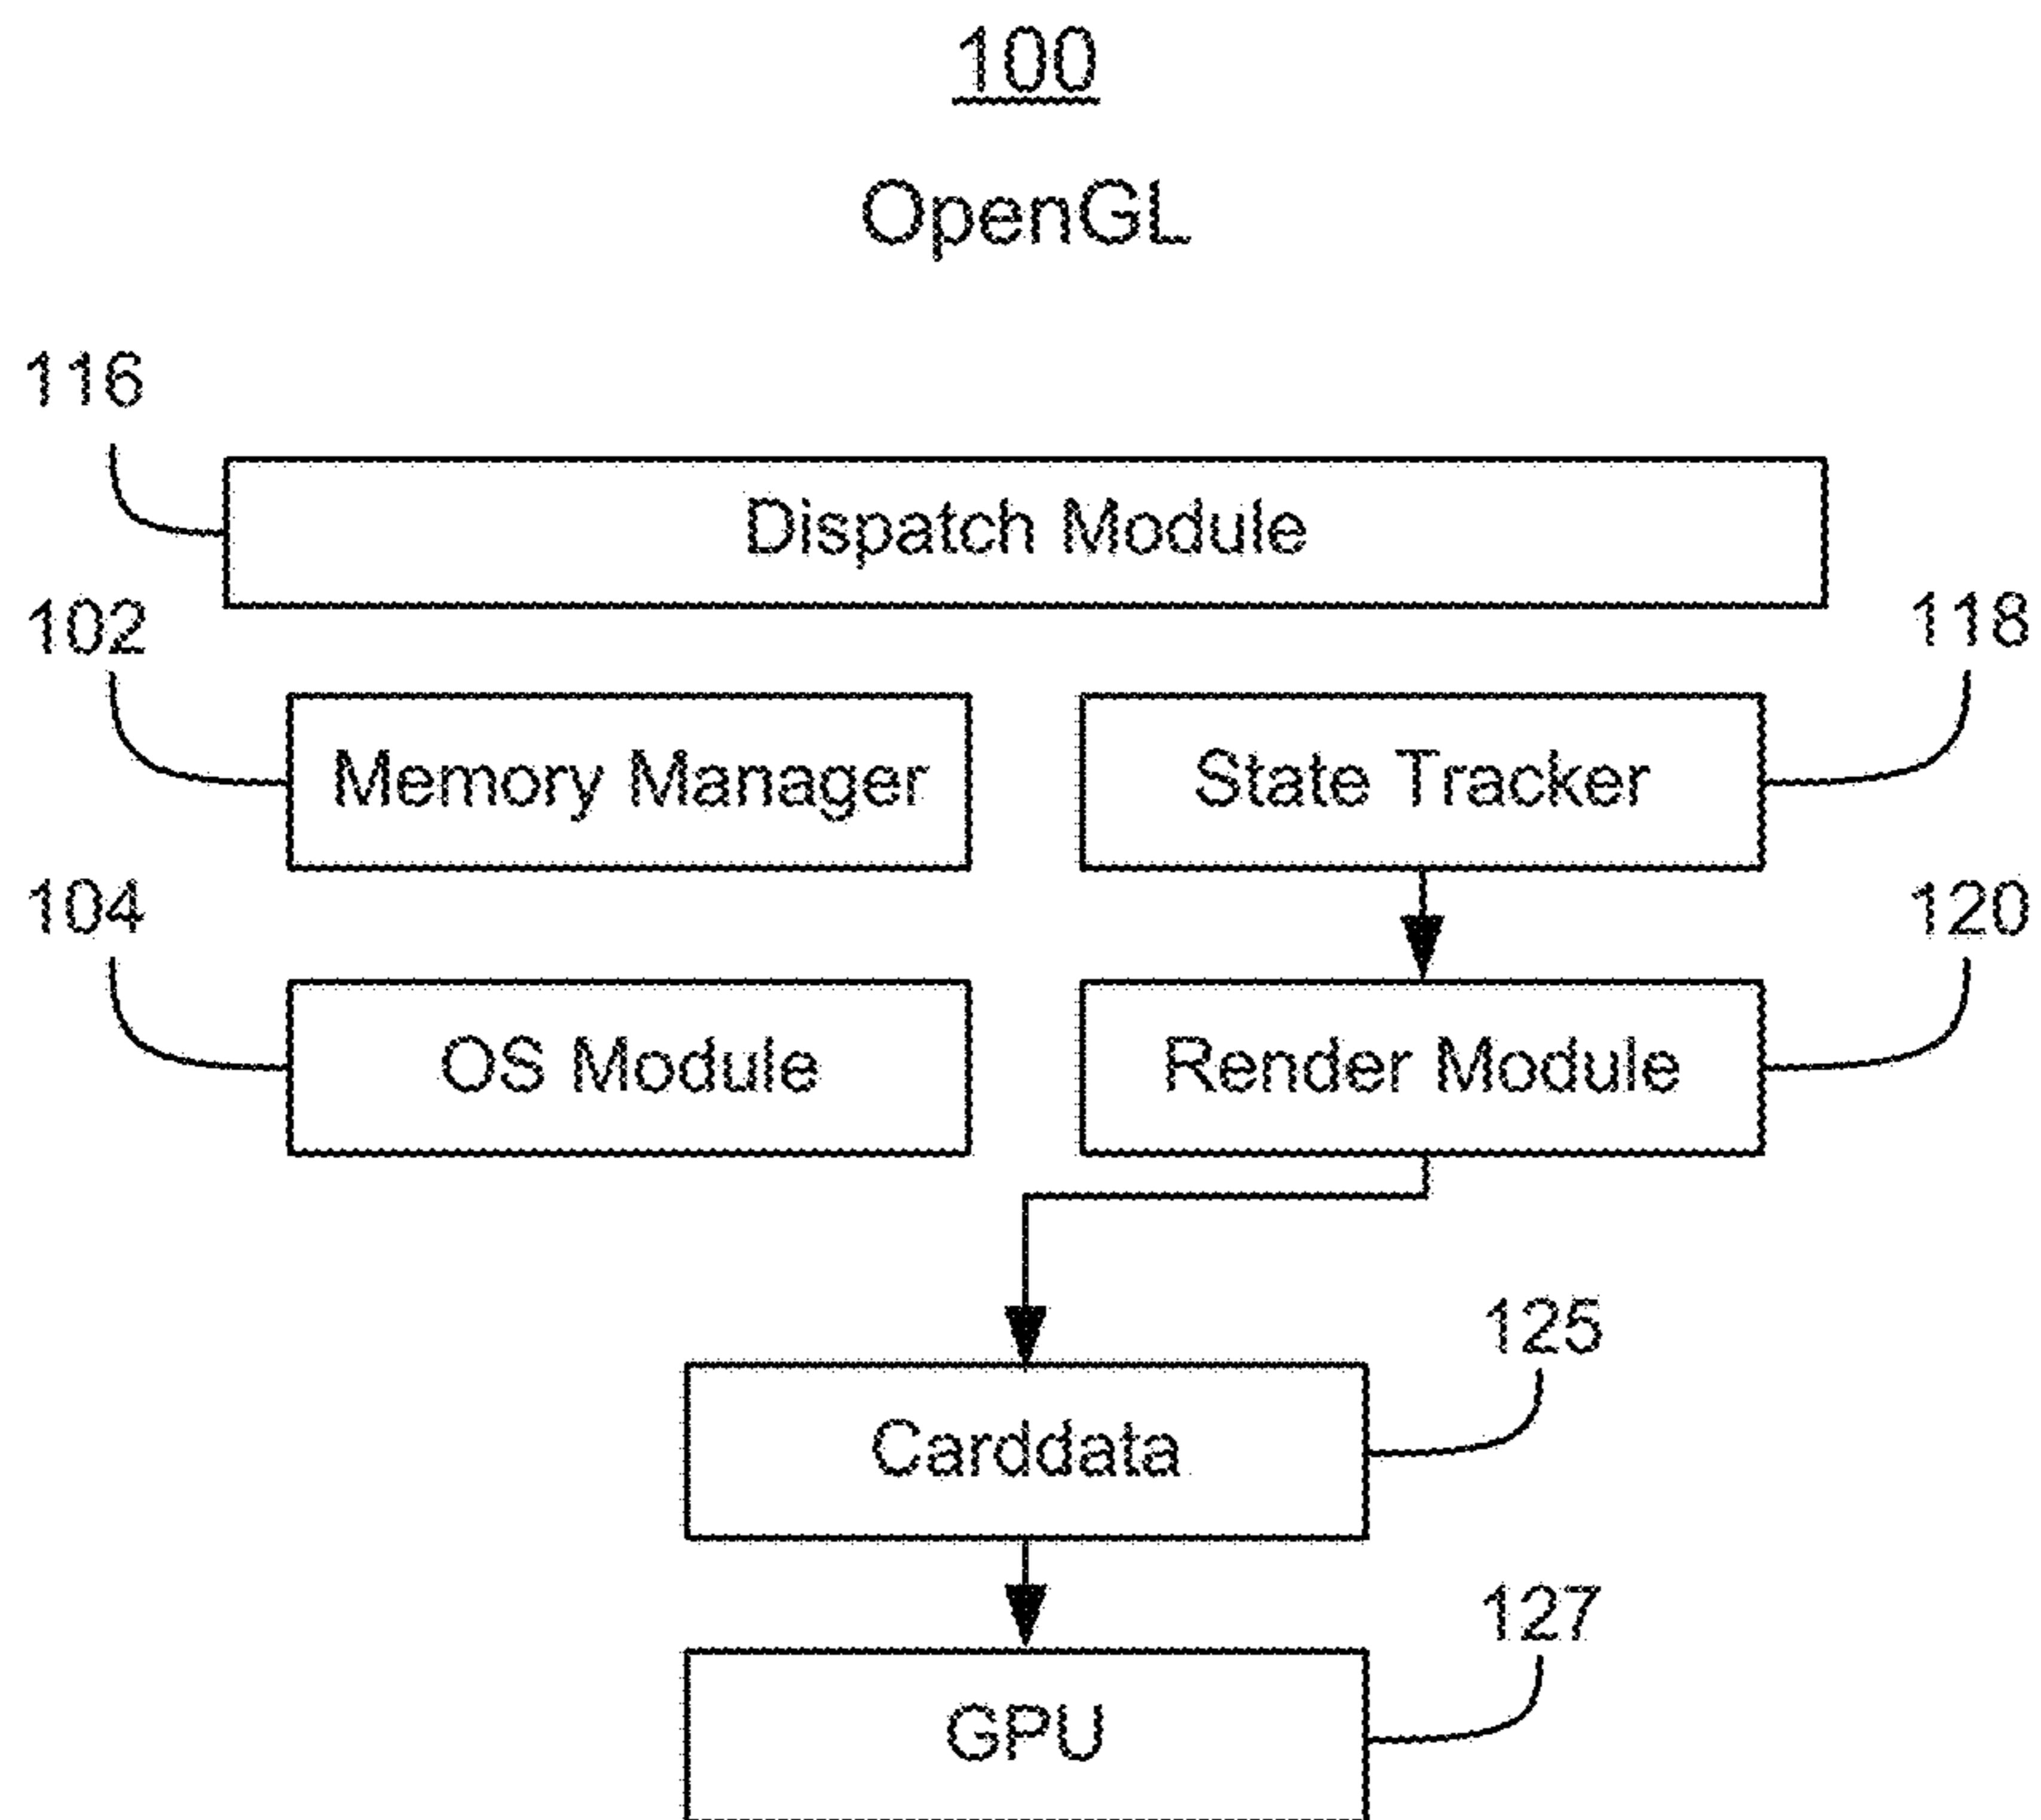 100
OpenGL
116
Dispatch Module
102
118
Memory Manager
State Tracker
104
120
OS Module
Render Module
125
Carddata
127
GPU